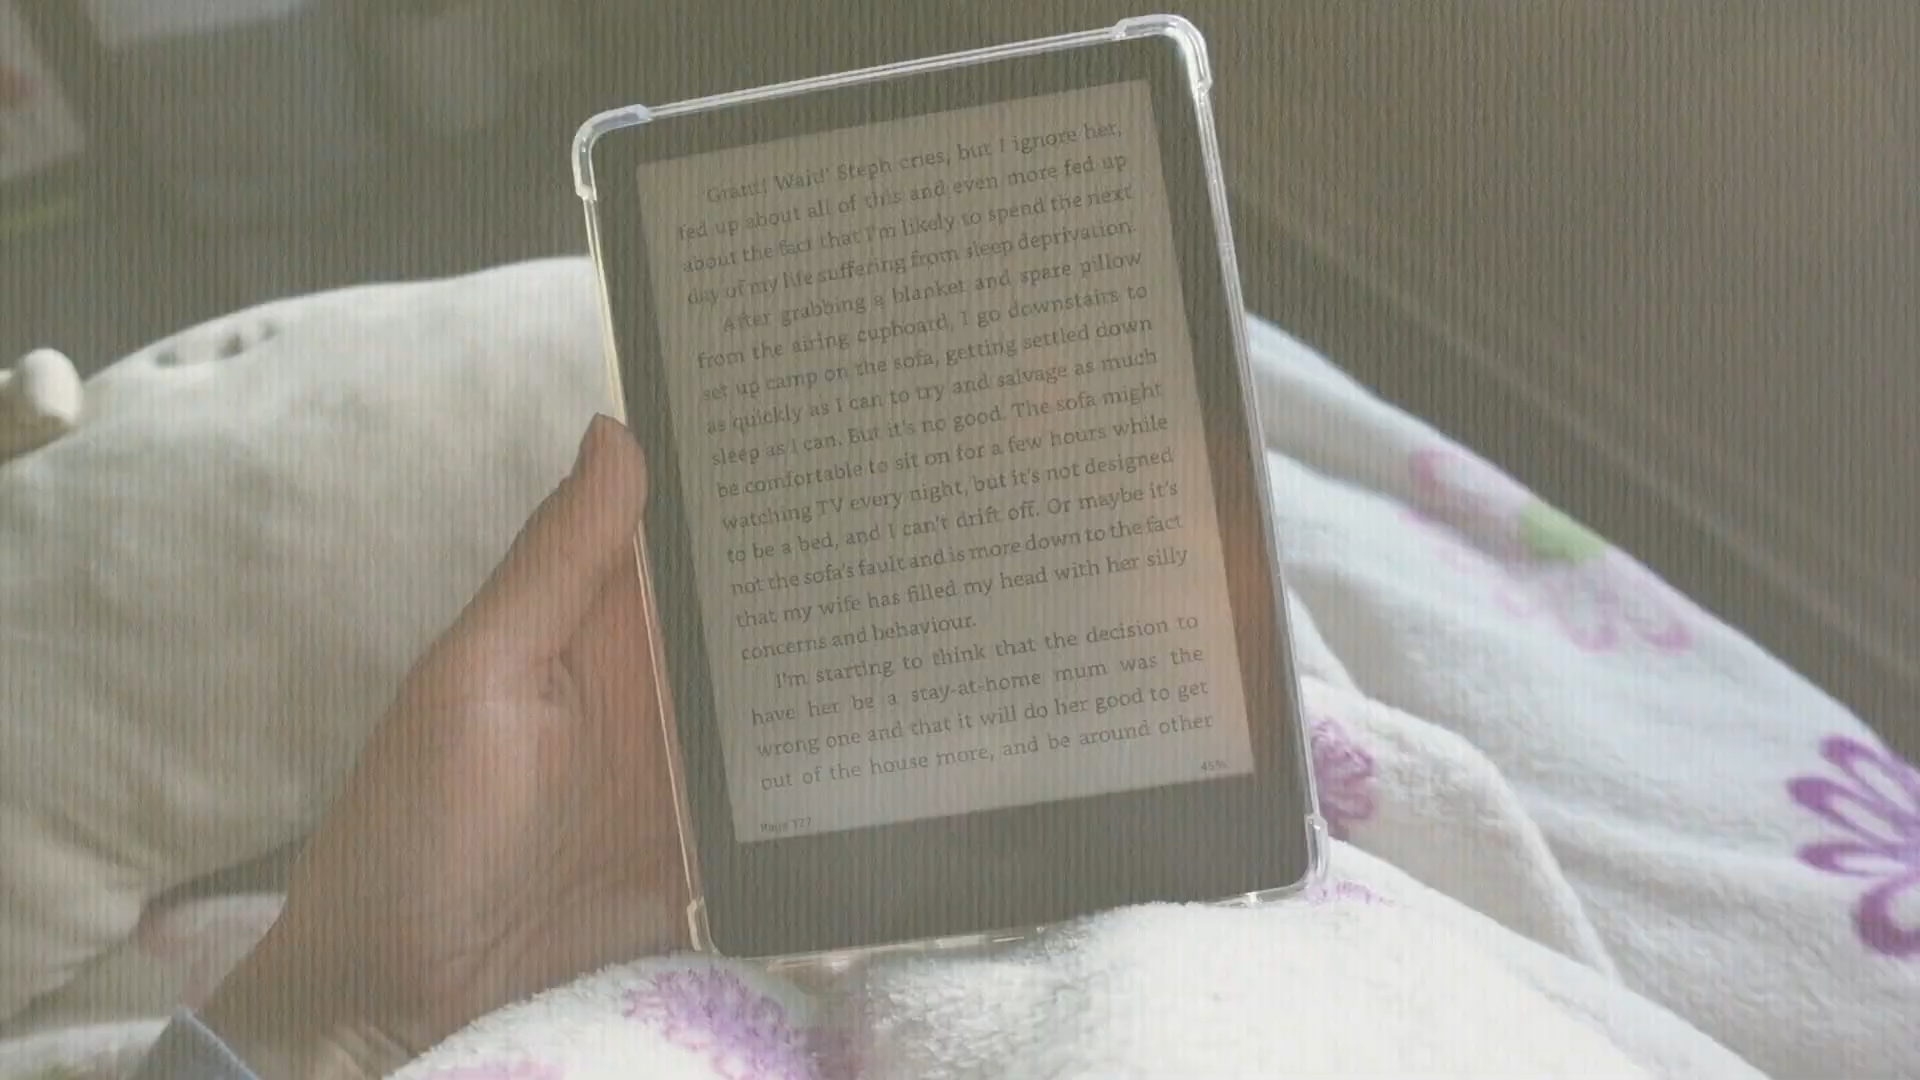 'Grant! Wait!' Steph cries, but I ignore her,
fed up about all of this and even more fed up
about the fact that I'm likely to spend the next
day of my life suffering from sleep deprivation.
After grabbing a blanket and spare pillow
from the airing cupboard, I go downstairs to
set up camp on the sofa, getting settled down
as quickly as I can to try and salvage as much
sleep as I can. But it's no good. The sofa might
be comfortable to sit on for a few hours while
watching TV every night, but it's not designed
to be a bed, and I can't drift off. Or maybe it's
not the sofa's fault and is more down to the fact
that my wife has filled my head with her silly
concerns and behaviour.
I'm starting to think that the decision to
have her be a stay-at-home mum was the
wrong one and that it will do her good to get
out of the house more, and be around other
Page 127 45%